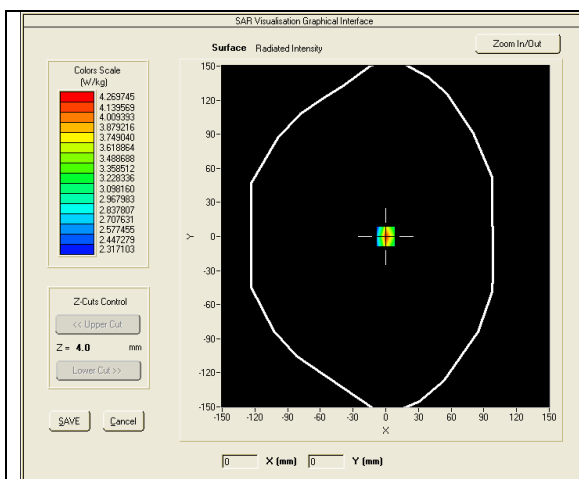 SAR Visualisation Graphical Interface
Surface Radiated Intensity
Zoom In/Out
Colors Scale
(W/kg)
4.269745
4.139569
4.009393
3.879216
3.749040
3.618864
3.488688
3.358512
3.228336
3.098160
2.967983
2.837807
2.707631
2.577455
2.447279
2.317103
Z-Cuts Control
<< Upper Cut
Z = 4.0 mm
Lower Cut >>
SAVE Cancel
150
120
90
60
30
0
-30
-60
-90
-120
-150
Y
-150 -120 -90 -60 -30 0 30 60 90 120 150
X
0 X (mm) 0 Y (mm)